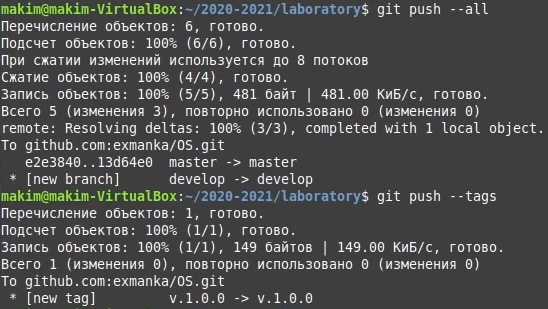 makim@makim-VirtualBox:~/2020-2021/laboratory$ git push --all
Перечисление объектов: 6, готово.
Подсчет объектов: 100% (6/6), готово.
При сжатии изменений используется до 8 потоков
Сжатие объектов: 100% (4/4), готово.
Запись объектов: 100% (5/5), 481 байт | 481.00 КиБ/с, готово.
Всего 5 (изменения 3), повторно использовано 0 (изменения 0)
remote: Resolving deltas: 100% (3/3), completed with 1 local object.
To github.com:exmanka/OS.git
   e2e3840..13d64e0  master -> master
 * [new branch]      develop -> develop
makim@makim-VirtualBox:~/2020-2021/laboratory$ git push --tags
Перечисление объектов: 1, готово.
Подсчет объектов: 100% (1/1), готово.
Запись объектов: 100% (1/1), 149 байтов | 149.00 КиБ/с, готово.
Всего 1 (изменения 0), повторно использовано 0 (изменения 0)
To github.com:exmanka/OS.git
 * [new tag]         v.1.0.0 -> v.1.0.0